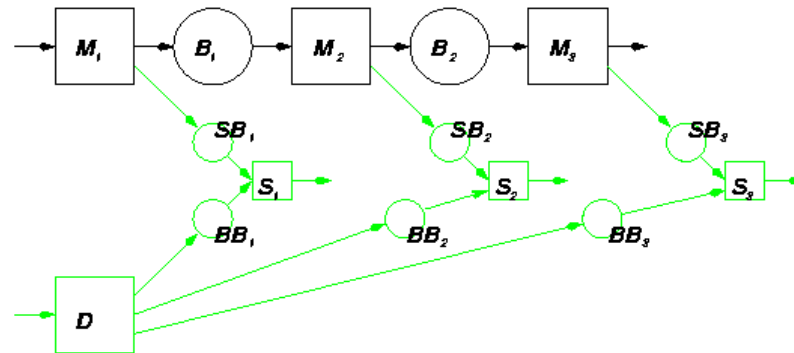 M₁ B₁ M₂ B₂ M₃
SB₁ SB₂ SB₃
S₁ S₂ S₃
BB₁ BB₂ BB₃
D